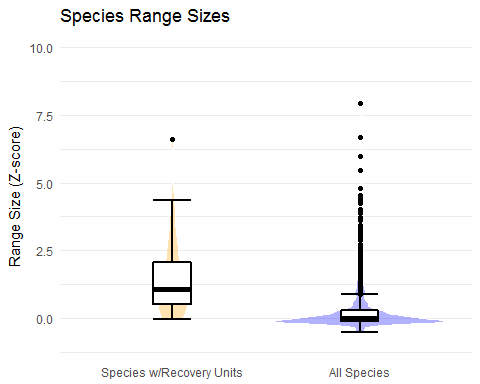 Species Range Sizes
Range Size (Z-score)
10.0
7.5
5.0
2.5
0.0
Species w/Recovery Units
All Species